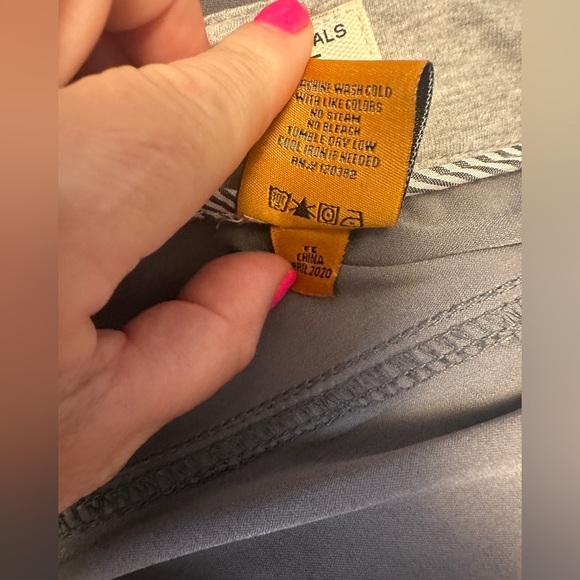 ALS
MACHINE WASH COLD
WITH LIKE COLORS
NO STEAM
NO BLEACH
TUMBLE DRY LOW
COOL IRON IF NEEDED
RN# 120382
CHINA
APRIL 2020